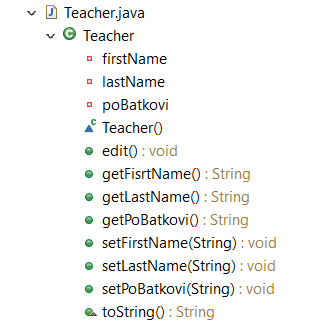 Teacher.java
Teacher
firstName
lastName
poBatkovi
Teacher()
edit() : void
getFisrtName() : String
getLastName() : String
getPoBatkovi() : String
setFirstName(String) : void
setLastName(String) : void
setPoBatkovi(String) : void
toString() : String